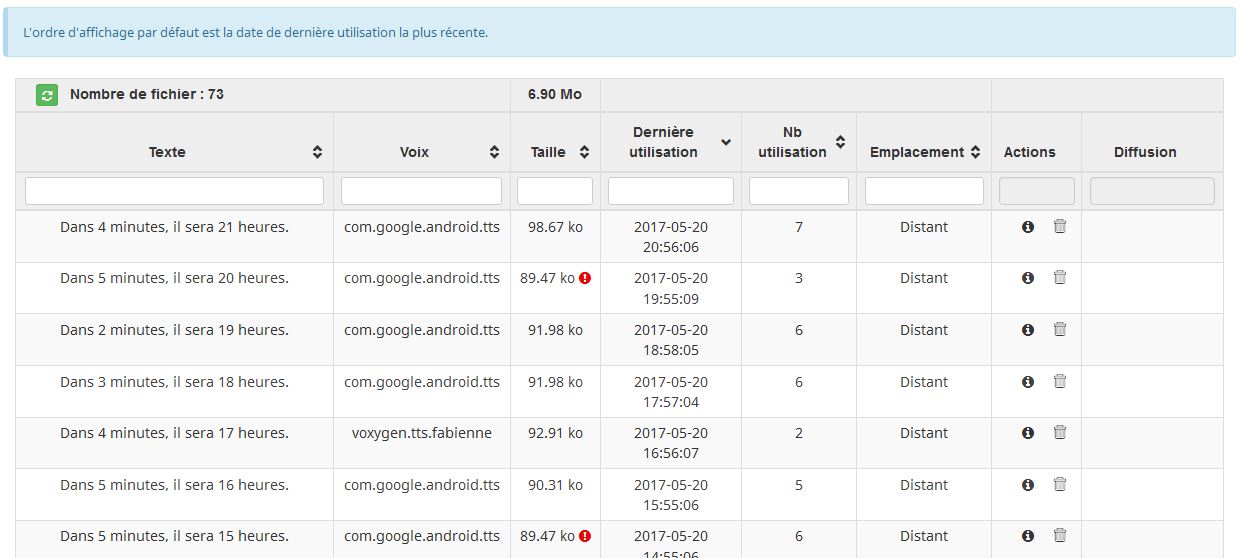 L'ordre d'affichage par défaut est la date de dernière utilisation la plus récente.
Nombre de fichier : 73 6.90 Mo
Texte Voix Taille Dernière utilisation Nb utilisation Emplacement Actions Diffusion
Dans 4 minutes, il sera 21 heures. com.google.android.tts 98.67 ko 2017-05-20 7 Distant
20:56:06
Dans 5 minutes, il sera 20 heures. com.google.android.tts 89.47 ko 2017-05-20 3 Distant
19:55:09
Dans 2 minutes, il sera 19 heures. com.google.android.tts 91.98 ko 2017-05-20 6 Distant
18:58:05
Dans 3 minutes, il sera 18 heures. com.google.android.tts 91.98 ko 2017-05-20 6 Distant
17:57:04
Dans 4 minutes, il sera 17 heures. voxygen.tts.fabienne 92.91 ko 2017-05-20 2 Distant
16:56:07
Dans 5 minutes, il sera 16 heures. com.google.android.tts 90.31 ko 2017-05-20 5 Distant
15:55:06
Dans 5 minutes, il sera 15 heures. com.google.android.tts 89.47 ko 2017-05-20 6 Distant
14:55:06